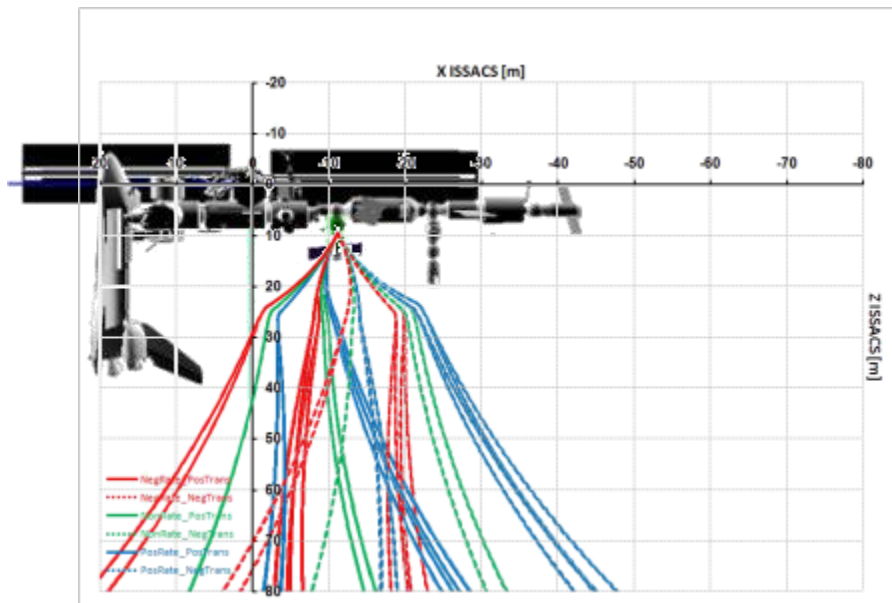 X ISSACS [m]
-20
-10
20
10
0
-10
-20
-30
-40
-50
-60
-70
-80
0
10
20
30
40
50
60
70
80
Z ISSACS [m]
NegRate_PosTrans
NegRate_NegTrans
NomRate_PosTrans
NomRate_NegTrans
PosRate_PosTrans
PosRate_NegTrans